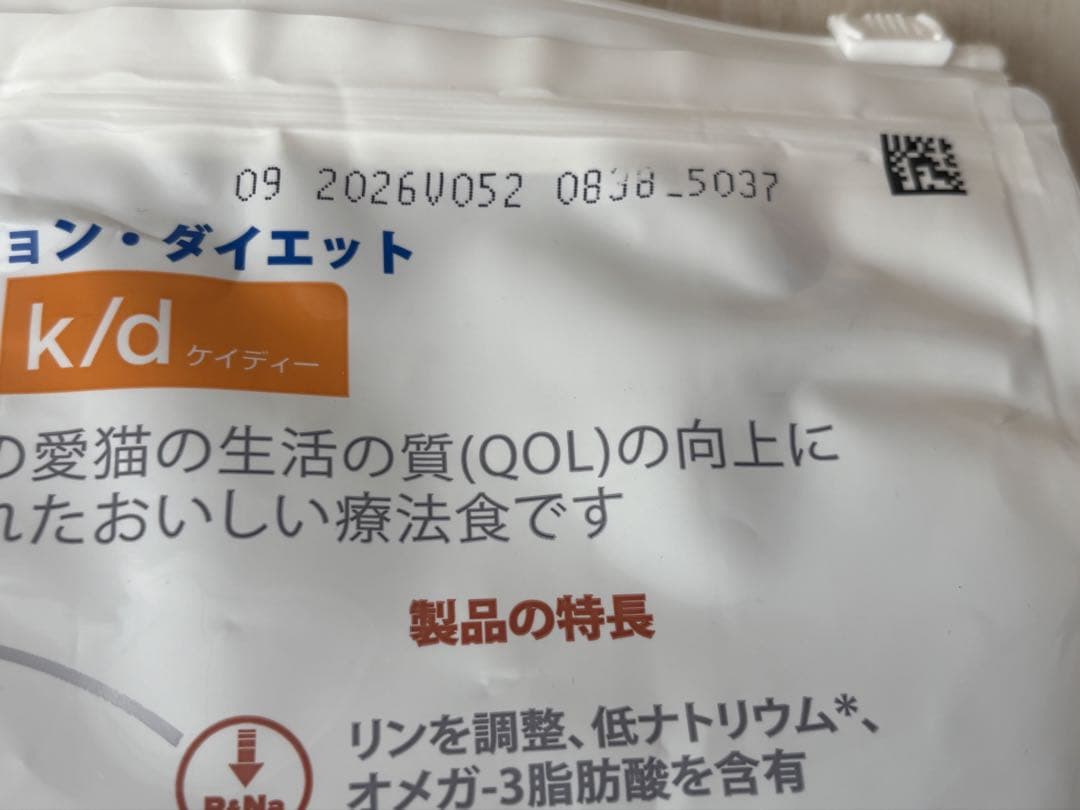 09 2026V052 0838_5037
ョン・ダイエット
k/d ケイディー
の愛猫の生活の質(QOL)の向上に
れたおいしい療法食です
製品の特長
リンを調整、低ナトリウム*、
オメガ-3脂肪酸を含有
P&Na